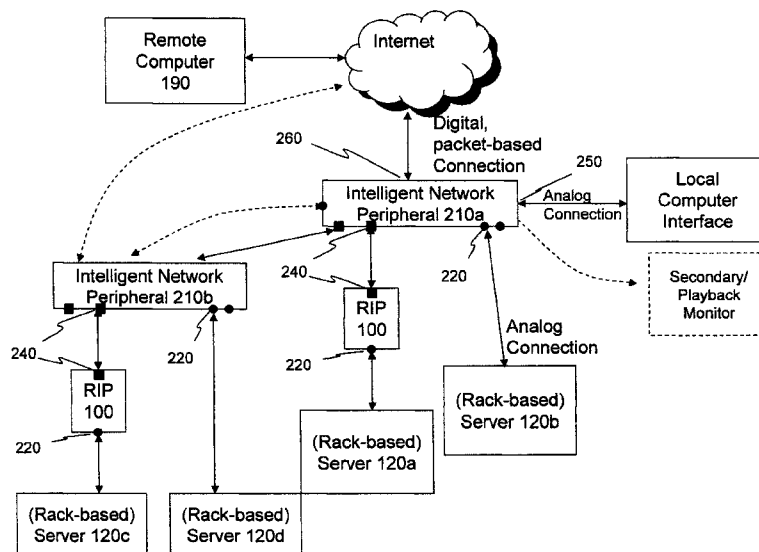 Remote
Computer
190
Internet
Digital,
packet-based
Connection
260
250
Intelligent Network
Peripheral 210a
Analog
Connection
Local
Computer
Interface
240
220
Secondary/
Playback
Monitor
Intelligent Network
Peripheral 210b
RIP
100
Analog
Connection
240
220
220
RIP
100
220
(Rack-based)
Server 120b
(Rack-based)
Server 120a
(Rack-based)
Server 120c
(Rack-based)
Server 120d